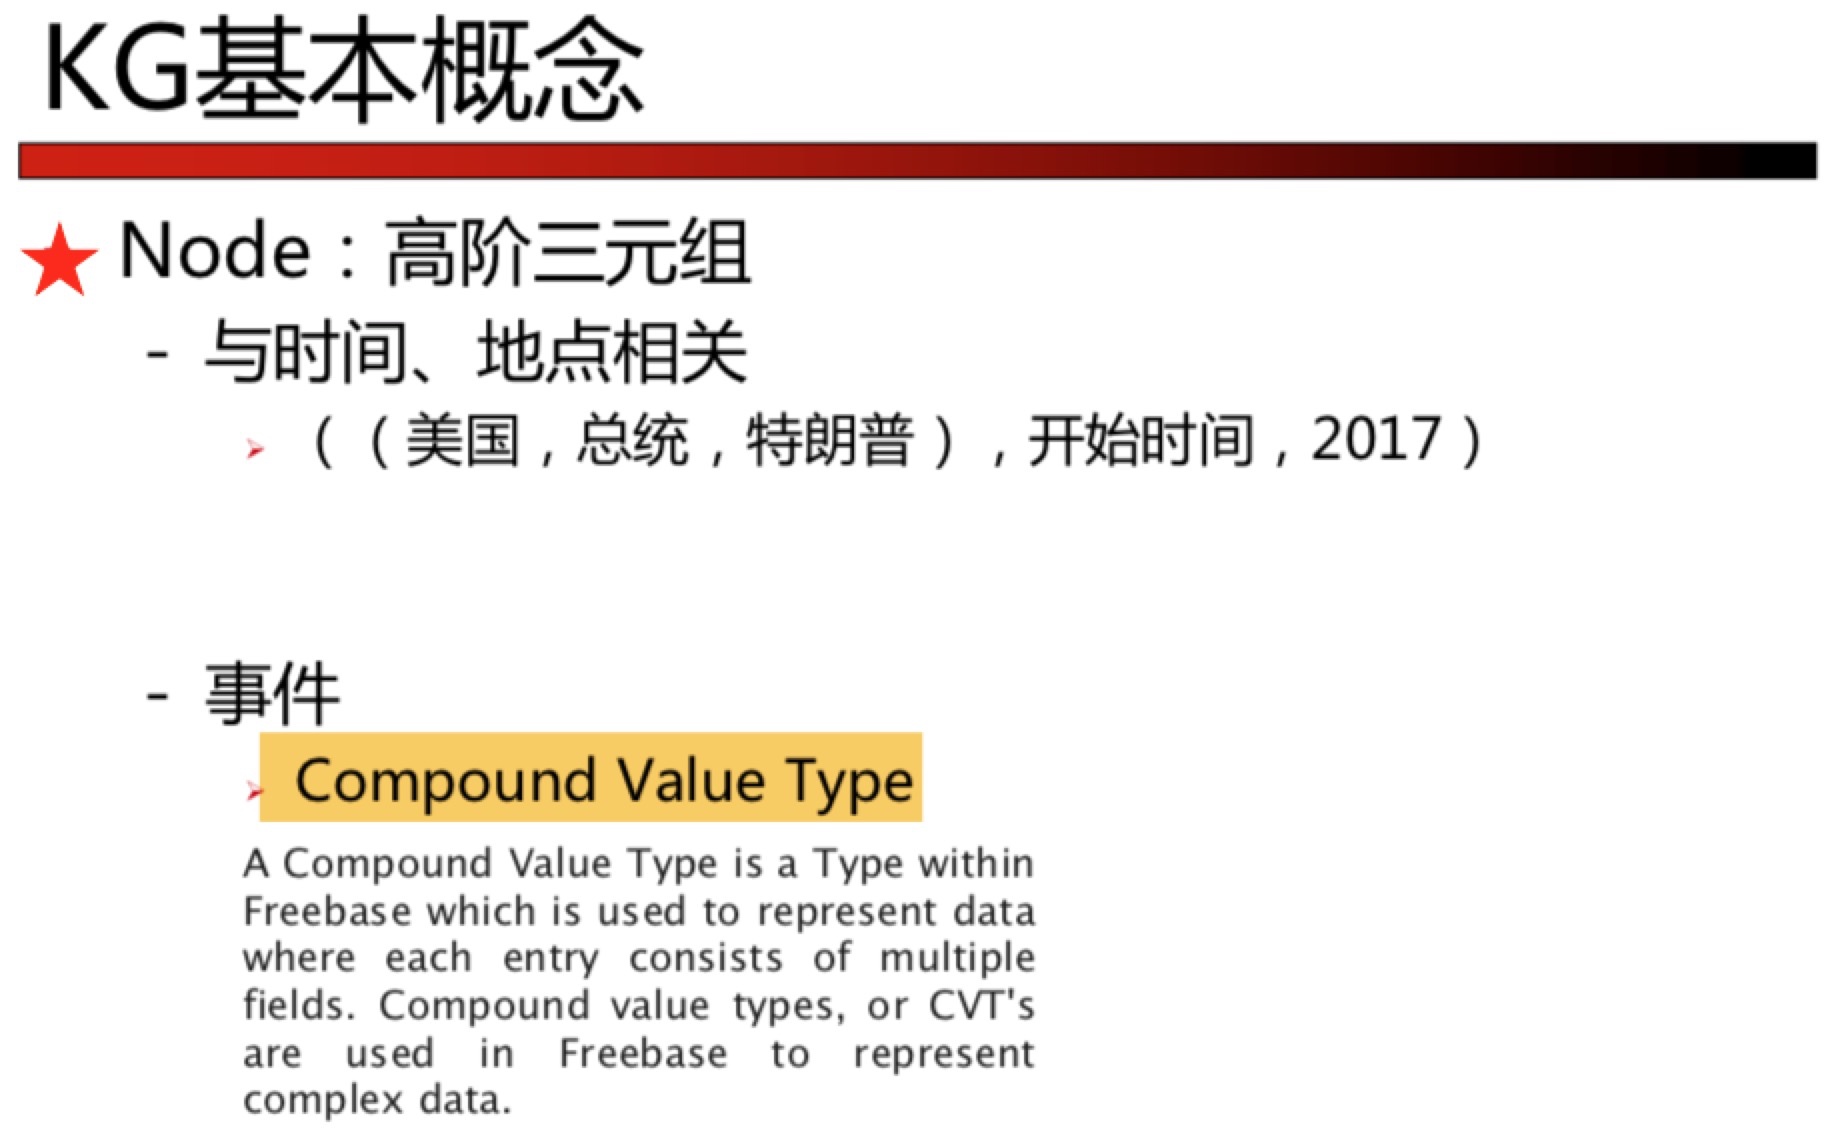 KG基本概念
Node：高阶三元组
- 与时间、地点相关
（（美国，总统，特朗普），开始时间，2017）
- 事件
Compound Value Type
A Compound Value Type is a Type within
Freebase which is used to represent data
where each entry consists of multiple
fields. Compound value types, or CVT's
are used in Freebase to represent
complex data.